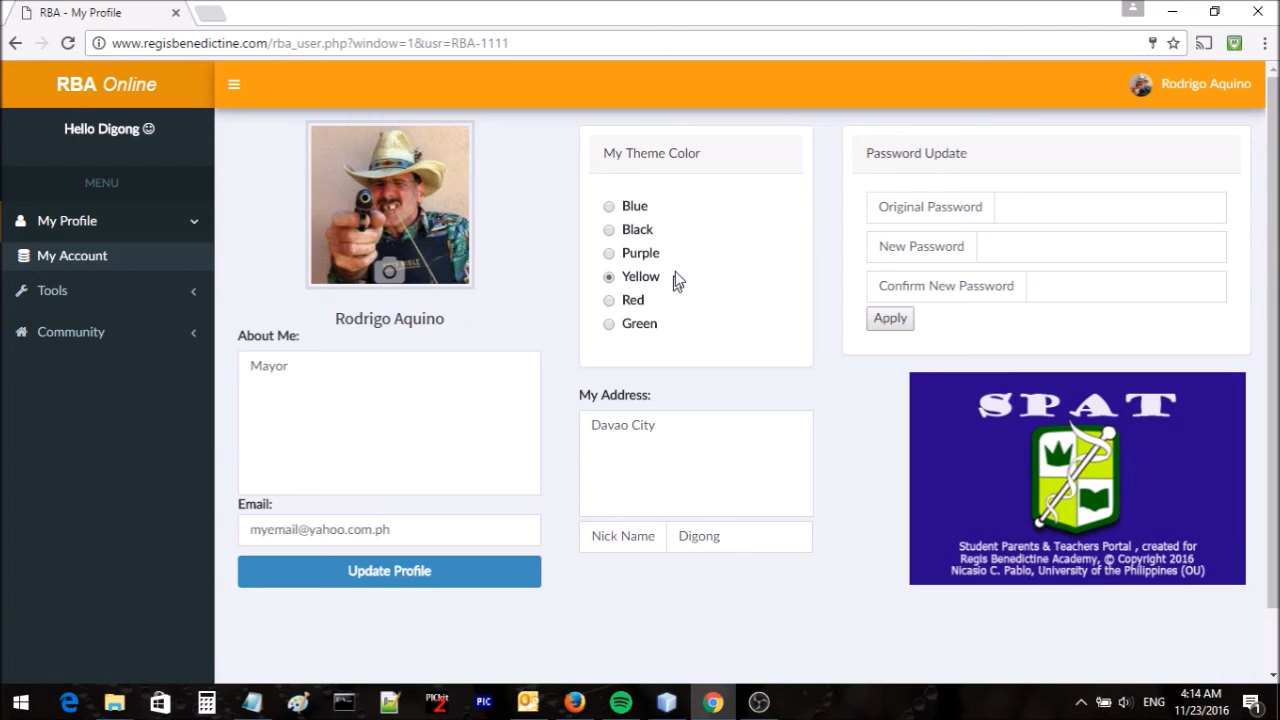 RBA - My Profile
www.regisbenedictine.com/rba_user.php?window=1&usr=RBA-1111
RBA Online
Rodrigo Aquino
Hello Digong
MENU
My Profile
My Account
Tools
Community
Rodrigo Aquino
About Me:
Mayor
Email:
myemail@yahoo.com.ph
Update Profile
My Theme Color
Blue
Black
Purple
Yellow
Red
Green
My Address:
Davao City
Nick Name
Digong
Password Update
Original Password
New Password
Confirm New Password
Apply
SPAT
Student Parents & Teachers Portal , created for
Regis Benedictine Academy, © Copyright 2016
Nicasio C. Pablo, University of the Philippines (OU)
PICkit
2
PIC
ENG
4:14 AM
11/23/2016
1